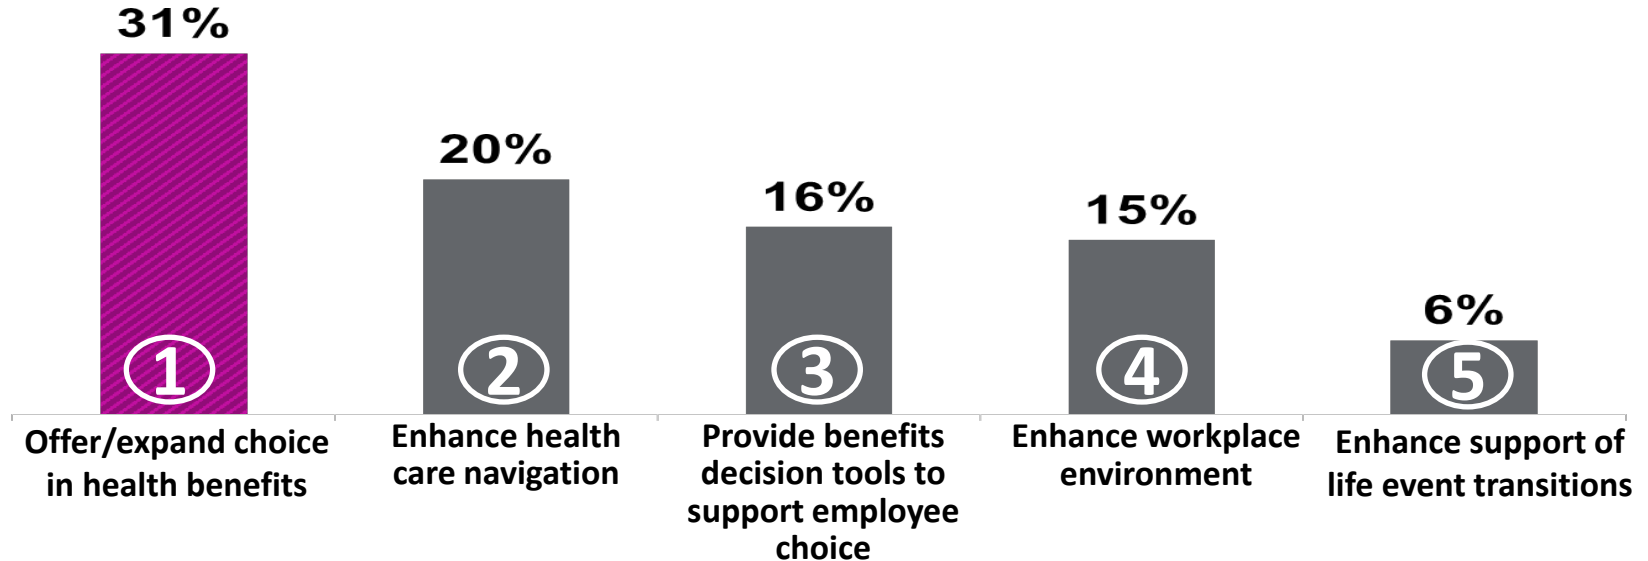 31%
20%
16%
15%
6%
1
2
3
4
5
Offer/expand choice
in health benefits
Enhance health
care navigation
Provide benefits
decision tools to
support employee
choice
Enhance workplace
environment
Enhance support of
life event transitions